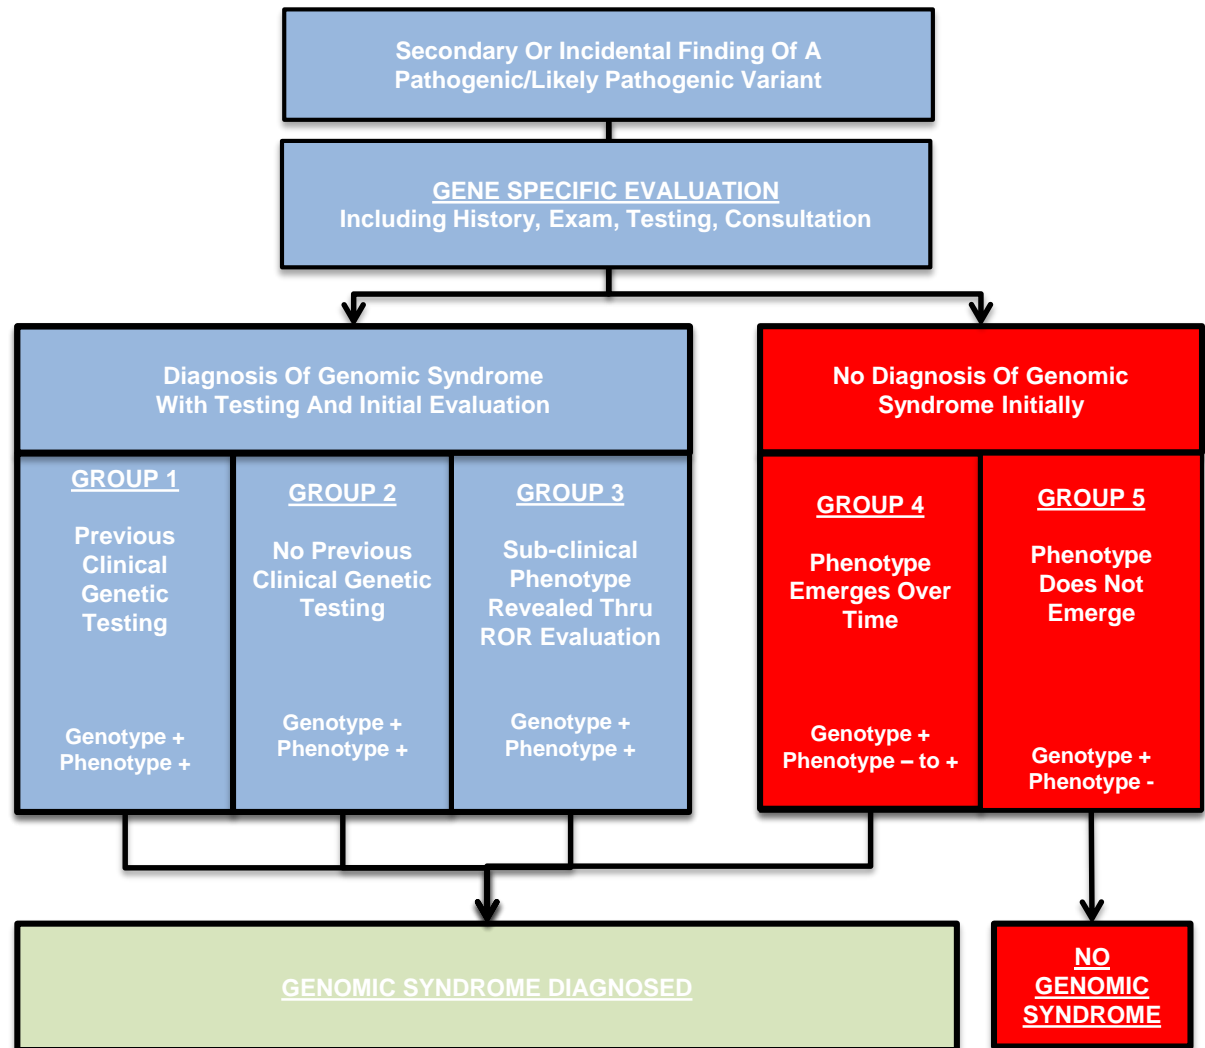 Secondary Or Incidental Finding Of A
Pathogenic/Likely Pathogenic Variant
GENE SPECIFIC EVALUATION
Including History, Exam, Testing, Consultation
Diagnosis Of Genomic Syndrome
With Testing And Initial Evaluation
No Diagnosis Of Genomic
Syndrome Initially
GROUP 1
Previous
Clinical
Genetic
Testing
Genotype +
Phenotype +
GROUP 2
No Previous
Clinical Genetic
Testing
Genotype +
Phenotype +
GROUP 3
Sub-clinical
Phenotype
Revealed Thru
ROR Evaluation
Genotype +
Phenotype +
GROUP 4
Phenotype
Emerges Over
Time
Genotype +
Phenotype – to +
GROUP 5
Phenotype
Does Not
Emerge
Genotype +
Phenotype -
GENOMIC SYNDROME DIAGNOSED
NO
GENOMIC
SYNDROME